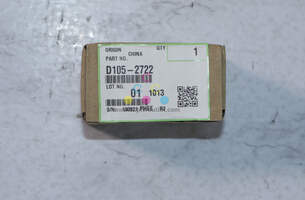 ORIGIN CHINA QTY
PART NO. 1
D105-2722
LOT NO.
01 1013